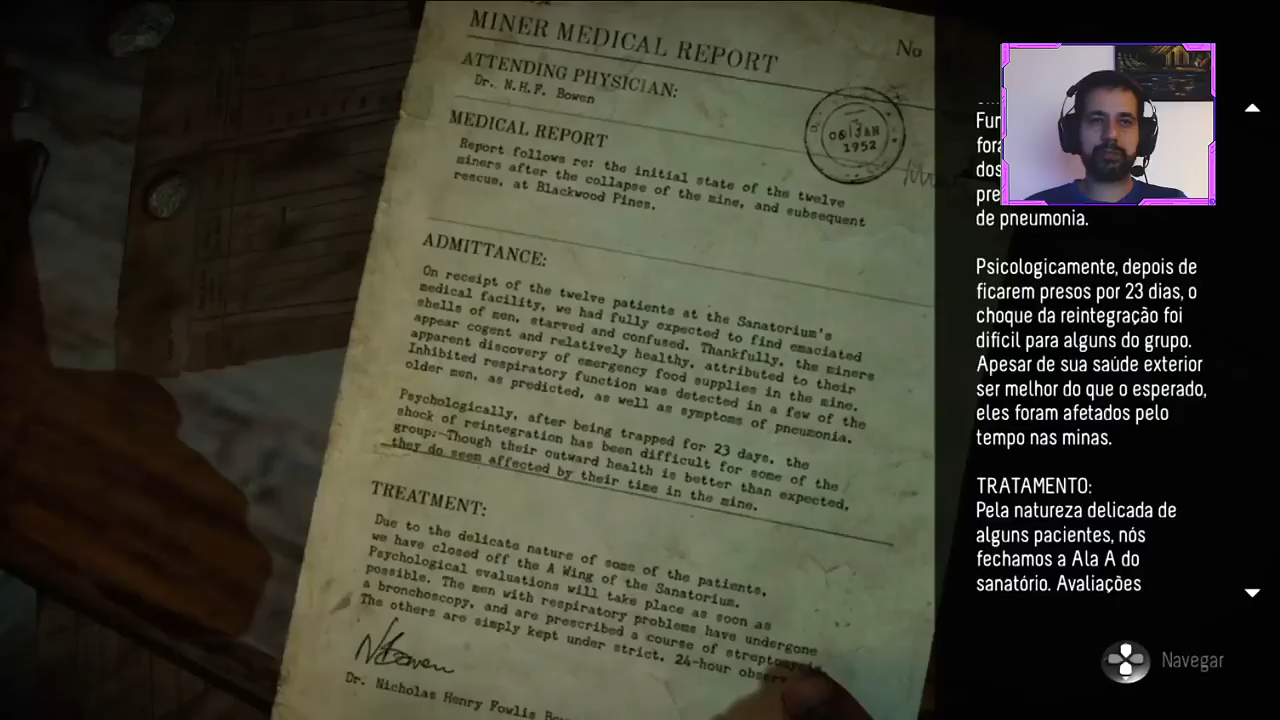 MINER MEDICAL REPORT
No
ATTENDING PHYSICIAN:
Dr. N.H.F. Bowen
06 JAN
1952
MEDICAL REPORT
Report follows re: the initial state of the twelve
miners after the collapse of the mine, and subsequent
rescue, at Blackwood Pines.
ADMITTANCE:
On receipt of the twelve patients at the Sanatorium's
medical facility, we had fully expected to find emaciated
shells of men, starved and confused. Thankfully, the miners
appear cogent and relatively healthy, attributed to their
apparent discovery of emergency food supplies in the mine.
Inhibited respiratory function was detected in a few of the
older men, as predicted, as well as symptoms of pneumonia.
Psychologically, after being trapped for 23 days, the
shock of reintegration has been difficult for some of the
group. Though their outward health is better than expected,
they do seem affected by their time in the mine.
TREATMENT:
Due to the delicate nature of some of the patients,
we have closed off the A Wing of the Sanatorium.
Psychological evaluations will take place as soon as
possible. The men with respiratory problems have undergone
a bronchoscopy, and are prescribed a course of
The others are simply kept under strict, 24-hour
NBowen
Dr. Nicholas Henry Fowlis
de pneumonia.
Psicologicamente, depois de
ficarem presos por 23 dias, o
choque da reintegração foi
difícil para alguns do grupo.
Apesar de sua saúde exterior
ser melhor do que o esperado,
eles foram afetados pelo
tempo nas minas.
TRATAMENTO:
Pela natureza delicada de
alguns pacientes, nós
fechamos a Ala A do
sanatório. Avaliações
Navegar